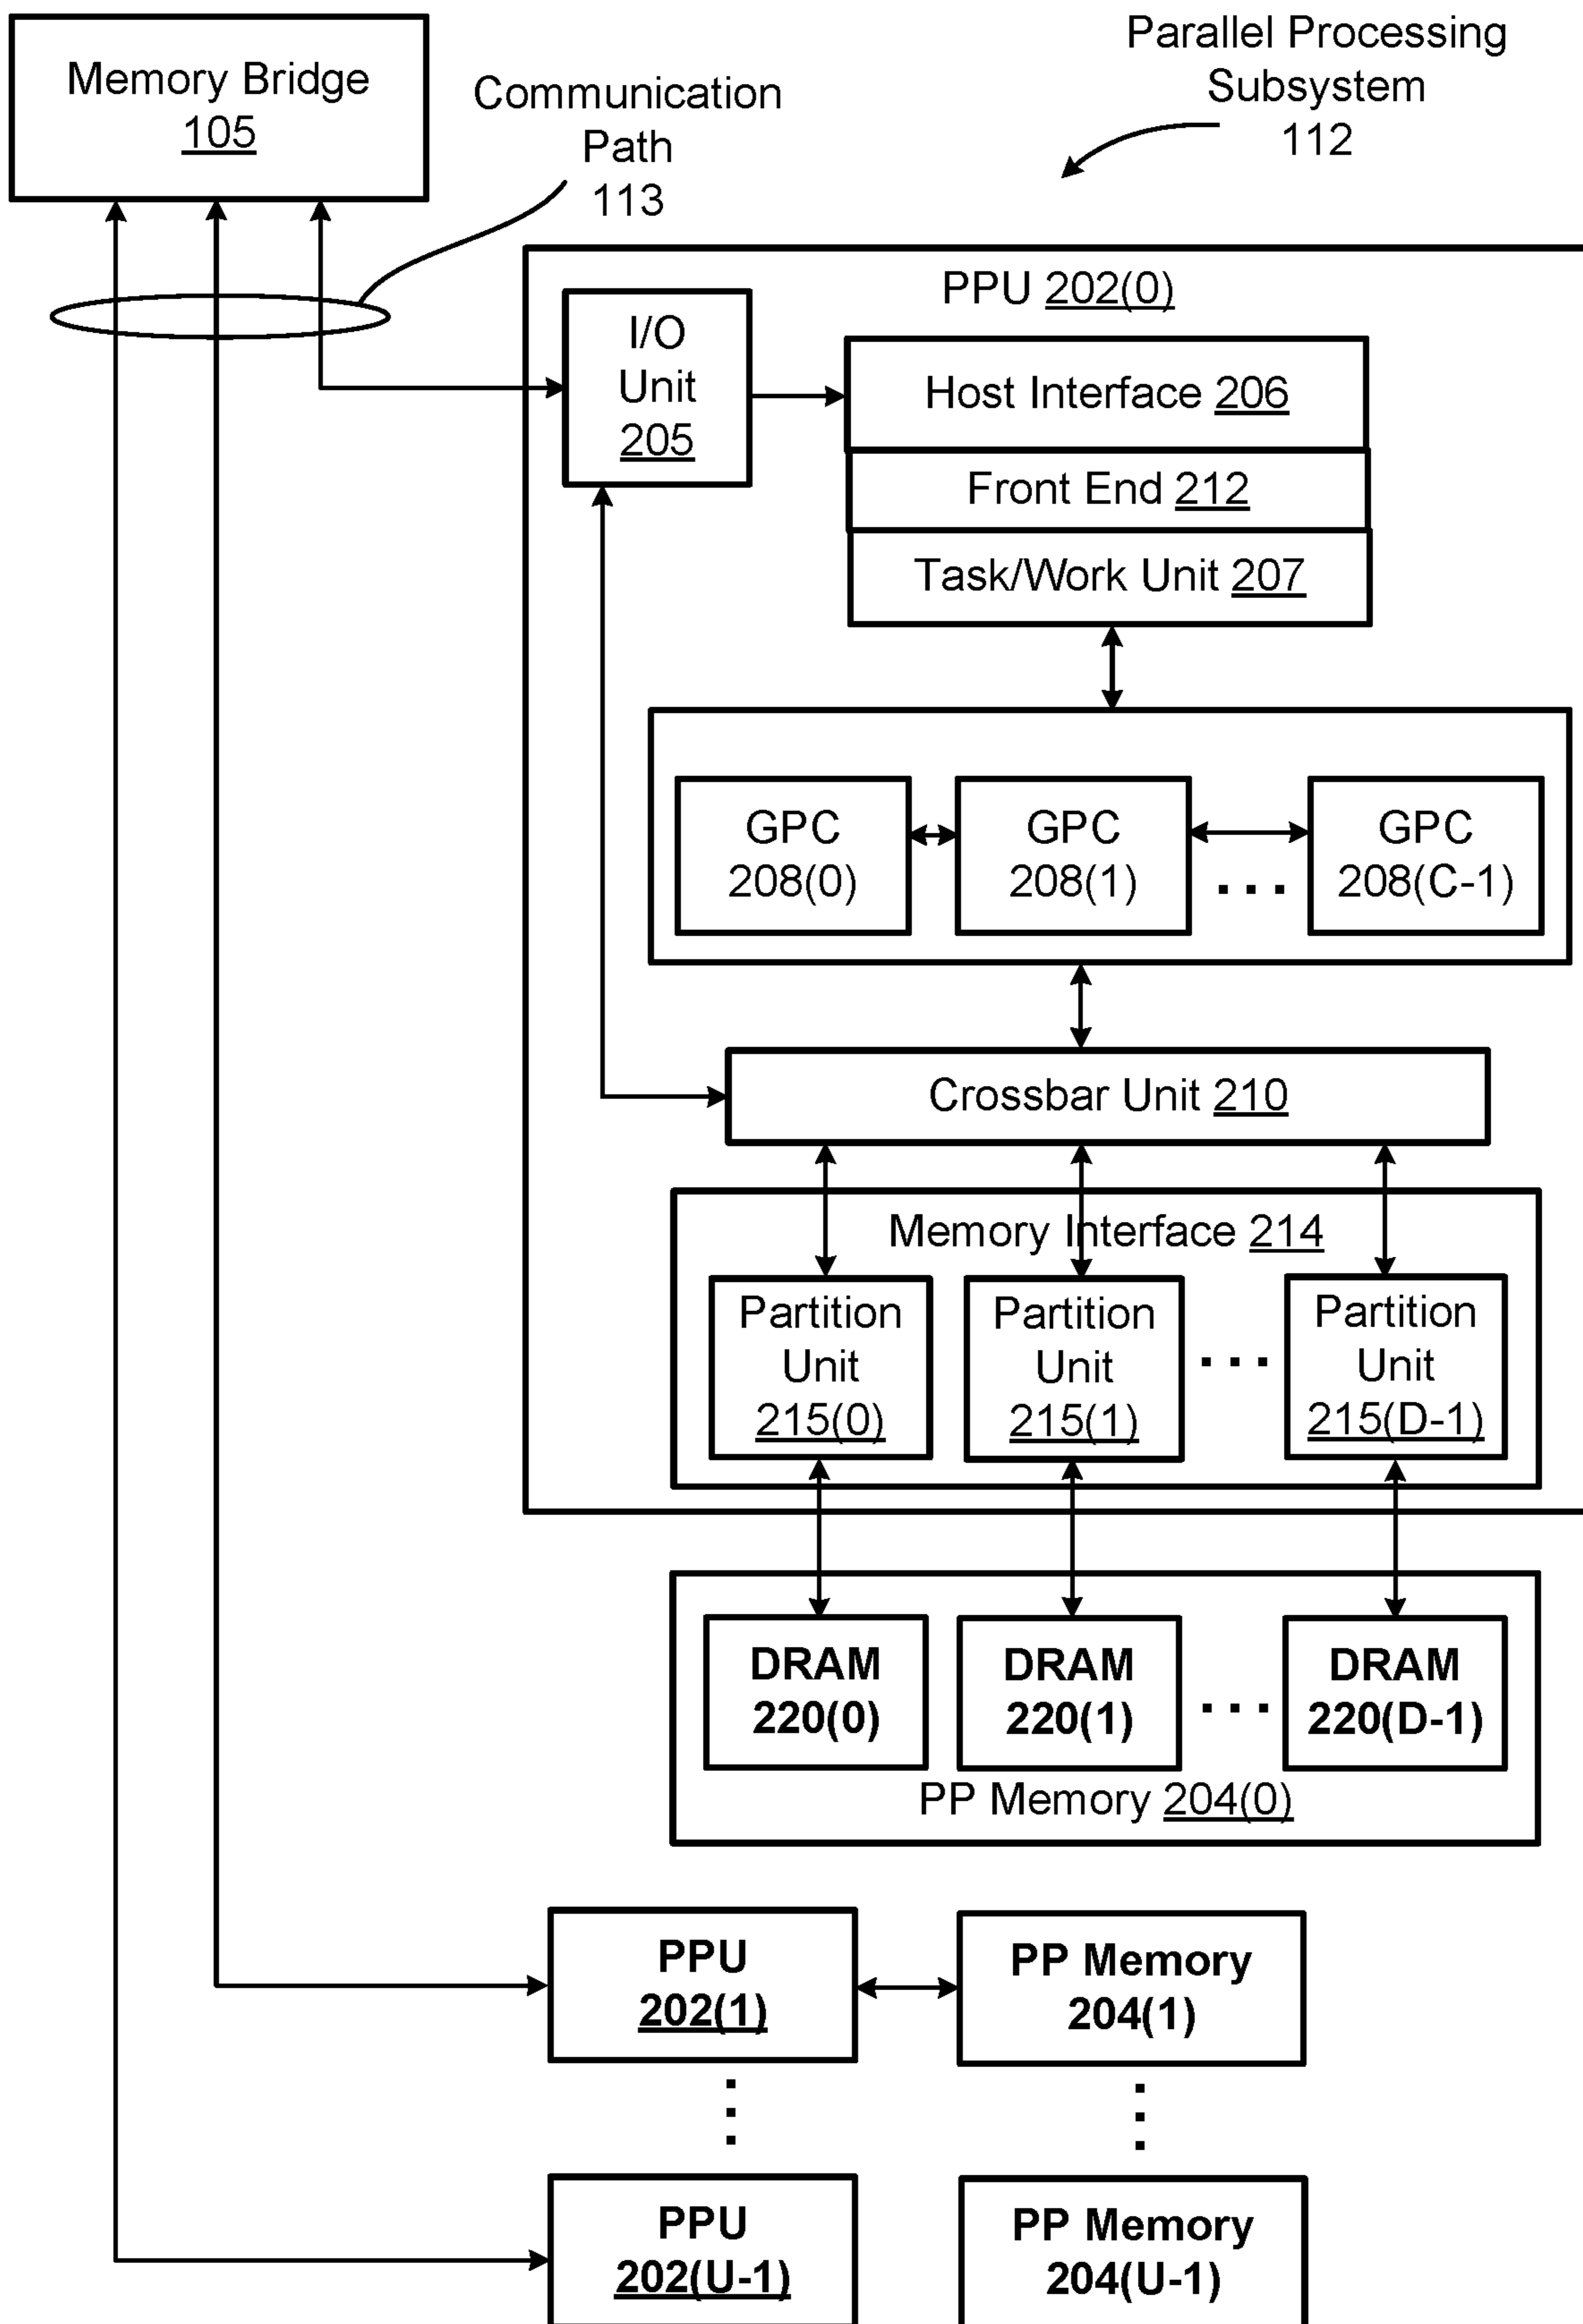 Memory Bridge
105
Communication
Path
113
Parallel Processing
Subsystem
112
PPU 202(0)
I/O
Unit
205
Host Interface 206
Front End 212
Task/Work Unit 207
GPC
208(0)
GPC
208(1)
...
GPC
208(C-1)
Crossbar Unit 210
Memory Interface 214
Partition
Unit
215(0)
Partition
Unit
215(1)
...
Partition
Unit
215(D-1)
DRAM
220(0)
DRAM
220(1)
...
DRAM
220(D-1)
PP Memory 204(0)
PPU
202(1)
PP Memory
204(1)
PPU
202(U-1)
PP Memory
204(U-1)